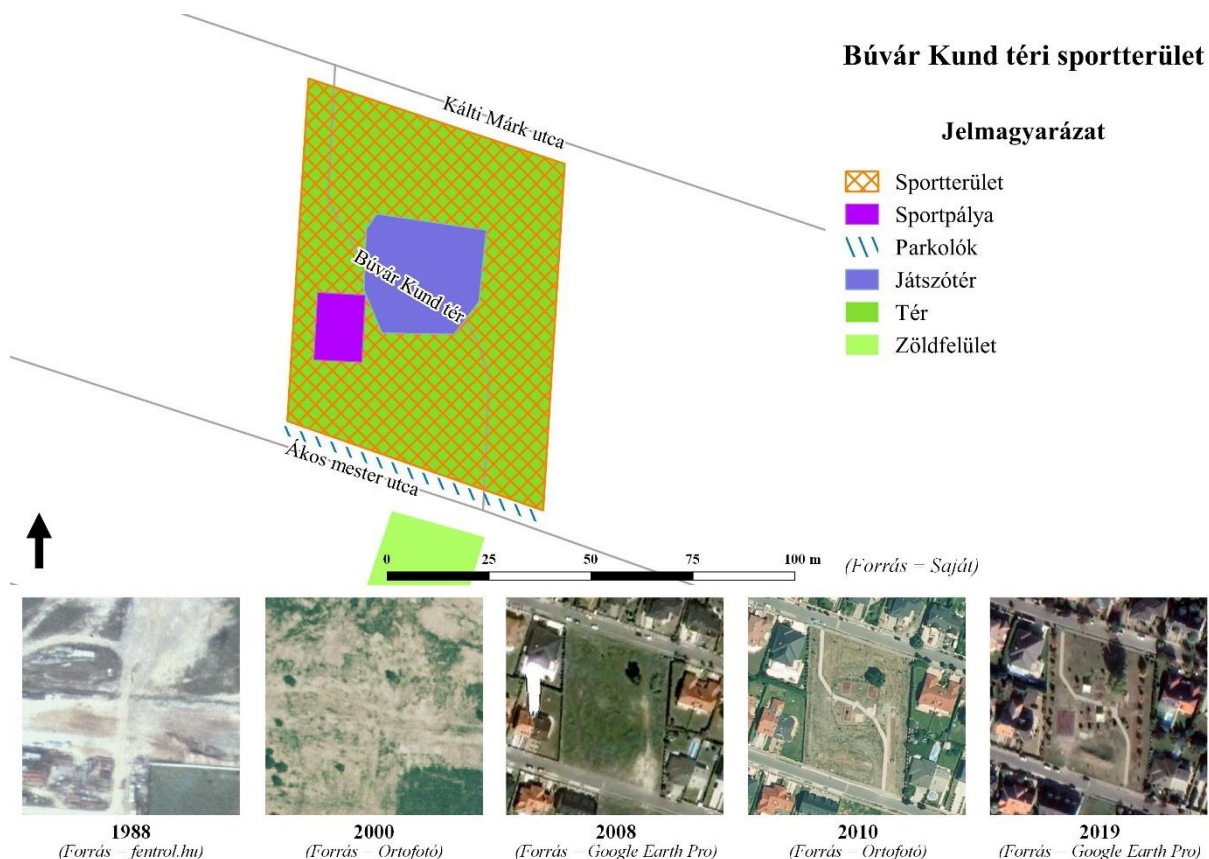 Búvár Kund téri sportterület
Jelmagyarázat
Sportterület
Sportpálya
Parkolók
Játszótér
Tér
Zöldfelület
Kálti Márk utca
Búvár Kund tér
Ákos mester utca
0 25 50 75 100 m
(Forrás – Saját)
1988 2000 2008 2010 2019
(Forrás – fentrol.hu) (Forrás – Ortofotó) (Forrás – Google Earth Pro) (Forrás – Ortofotó) (Forrás – Google Earth Pro)